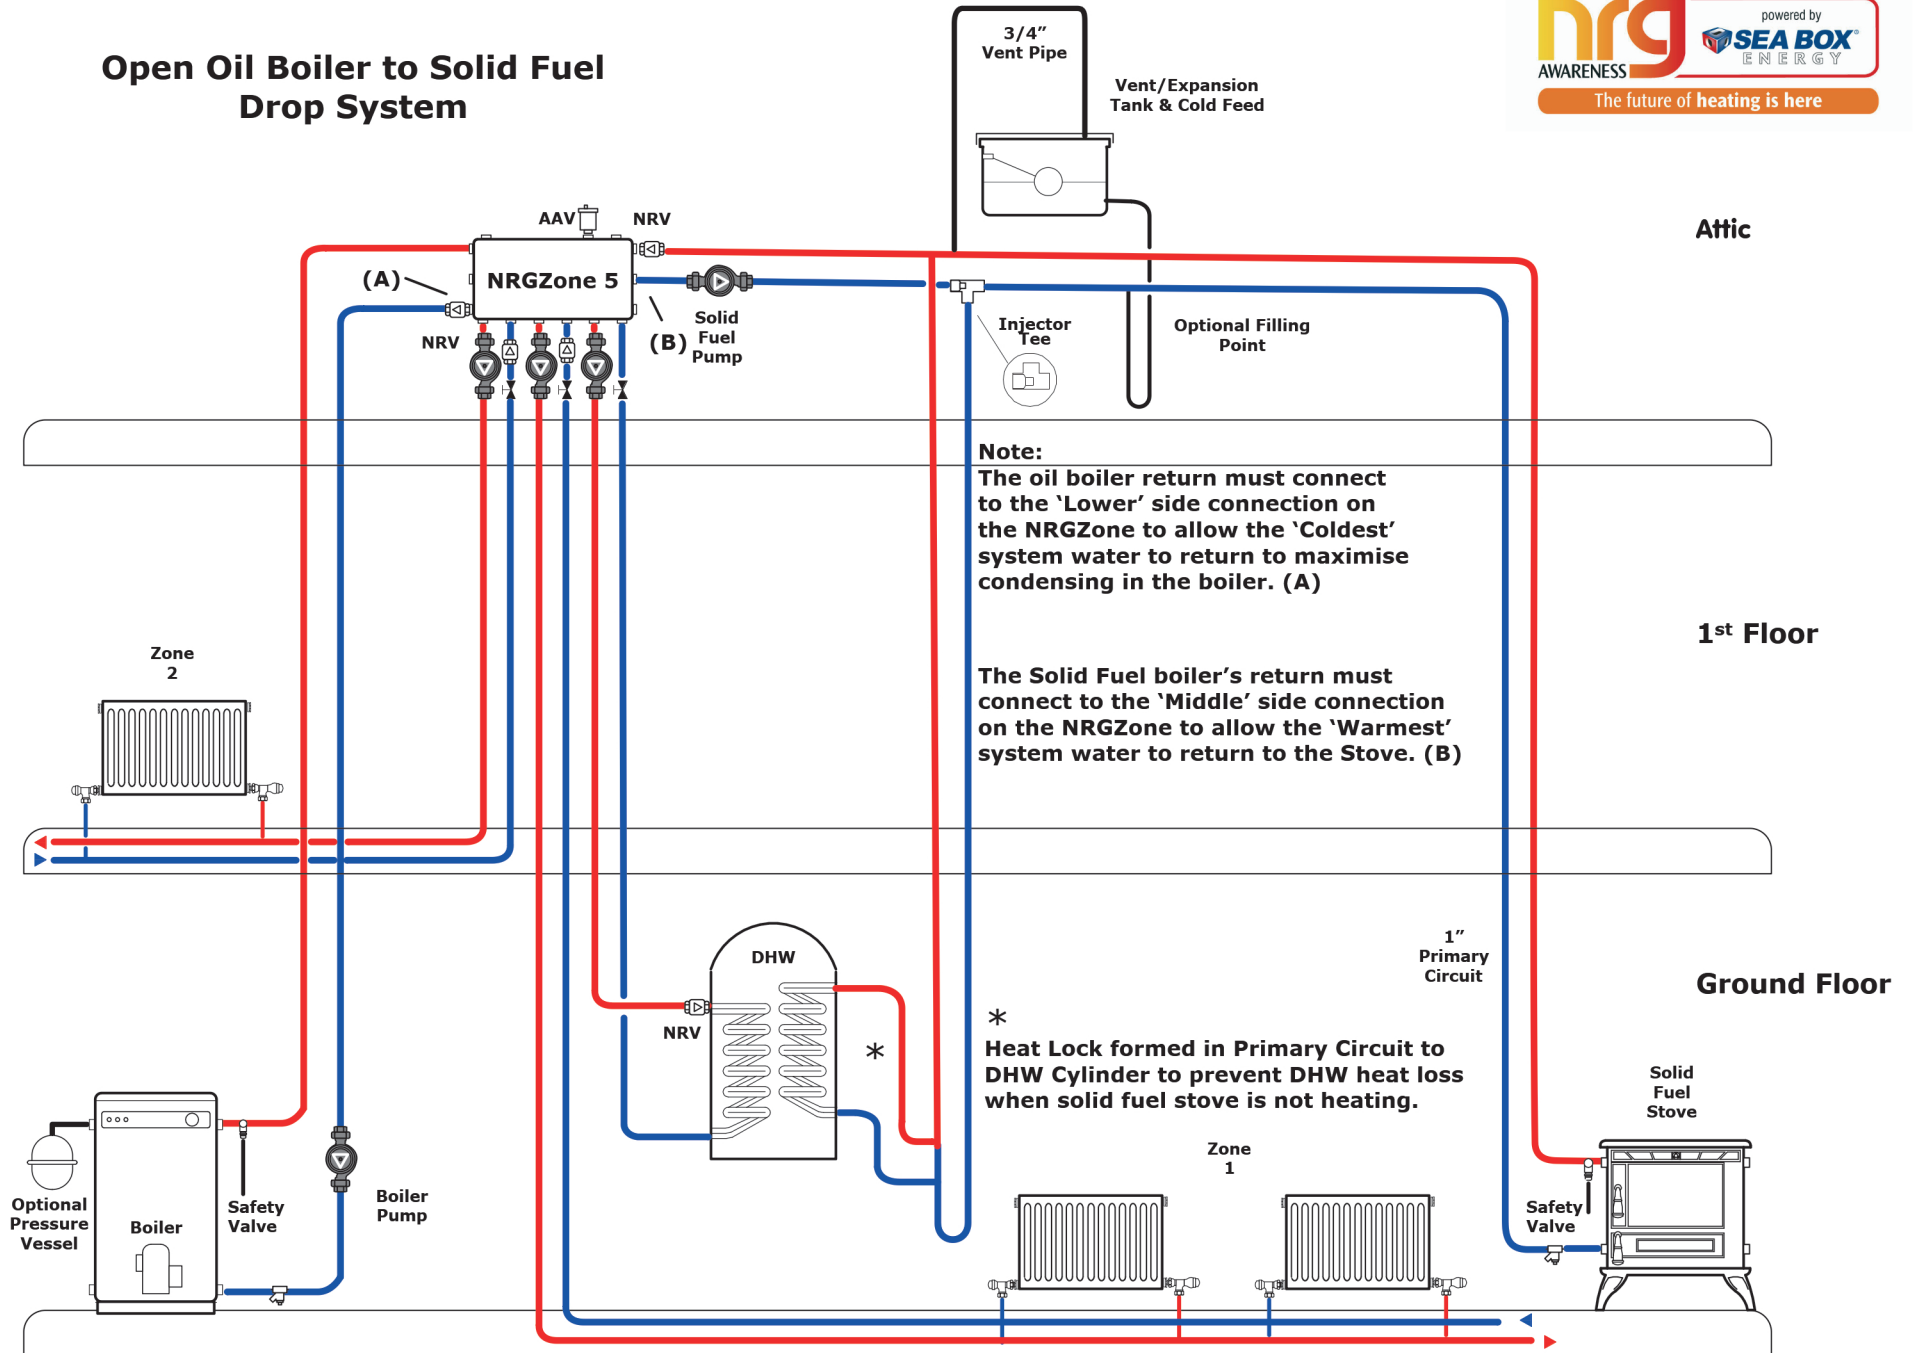 Open Oil Boiler to Solid Fuel
Drop System
3/4”
Vent Pipe
Vent/Expansion
Tank & Cold Feed
nrg
AWARENESS
powered by
SEA BOX
ENERGY
The future of heating is here
Attic
AAV
NRV
(A)
NRGZone 5
NRV
(B)
Solid
Fuel
Pump
Injector
Tee
Optional Filling
Point
Note:
The oil boiler return must connect
to the ‘Lower’ side connection on
the NRGZone to allow the ‘Coldest’
system water to return to maximise
condensing in the boiler. (A)
1st Floor
Zone
2
The Solid Fuel boiler’s return must
connect to the ‘Middle’ side connection
on the NRGZone to allow the ‘Warmest’
system water to return to the Stove. (B)
DHW
1”
Primary
Circuit
Ground Floor
NRV
*
*
Heat Lock formed in Primary Circuit to
DHW Cylinder to prevent DHW heat loss
when solid fuel stove is not heating.
Solid
Fuel
Stove
Zone
1
Optional
Pressure
Vessel
Boiler
Safety
Valve
Boiler
Pump
Safety
Valve